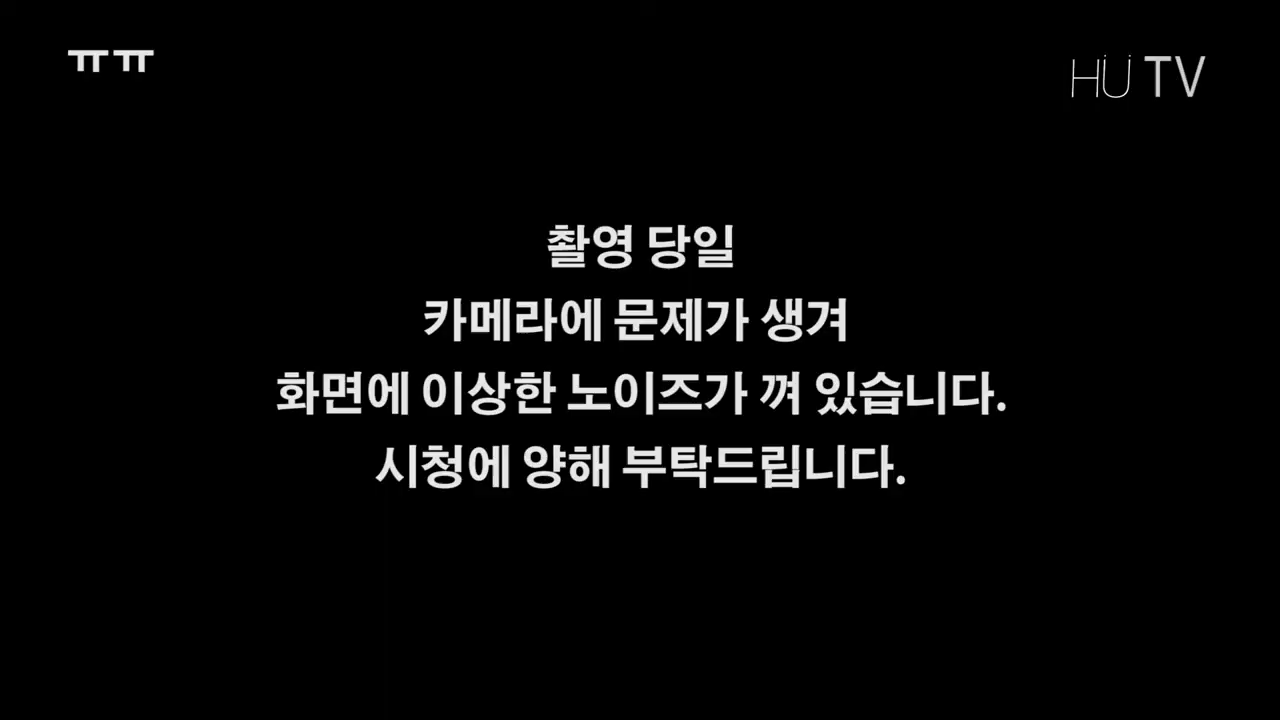 ㅠㅠ
HÜ TV
촬영 당일
카메라에 문제가 생겨
화면에 이상한 노이즈가 껴 있습니다.
시청에 양해 부탁드립니다.